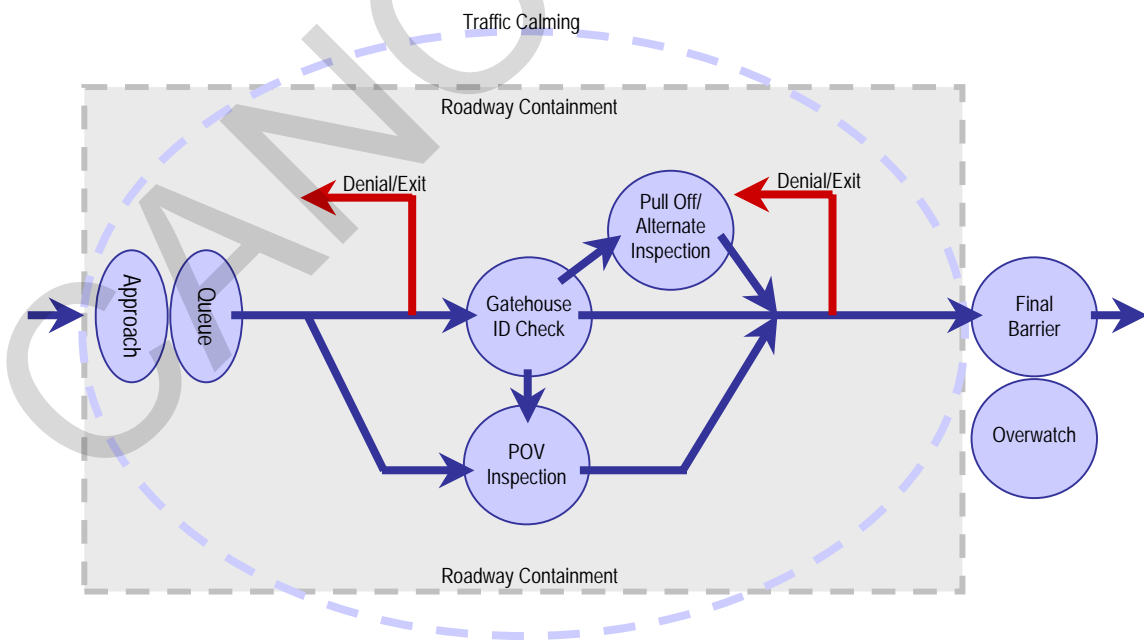 Traffic Calming
Roadway Containment
Denial/Exit
Denial/Exit
Pull Off/
Alternate
Inspection
Approach
Queue
Gatehouse
ID Check
Final
Barrier
POV
Inspection
Overwatch
Roadway Containment
CANC